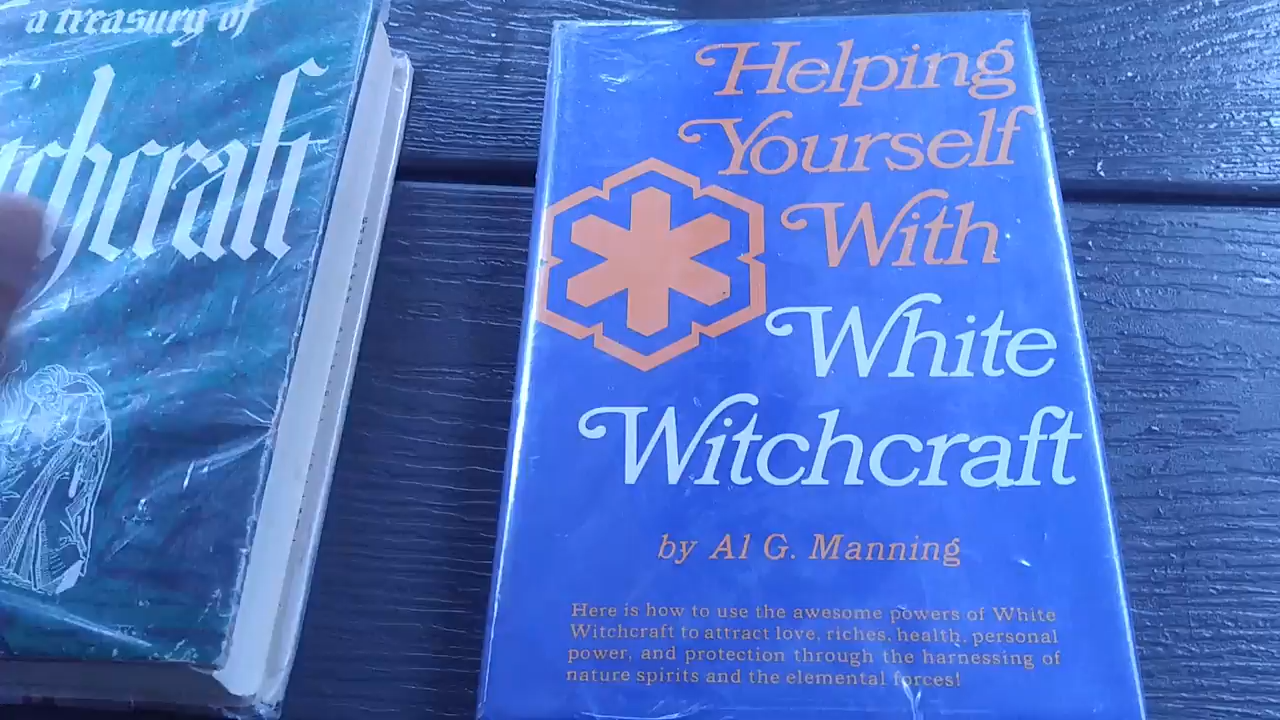 a treasury of
Helping
Yourself
With
White
Witchcraft
by Al G. Manning
Here is how to use the awesome powers of White
Witchcraft to attract love, riches, health, personal
power, and protection through the harnessing of
nature spirits and the elemental forces!